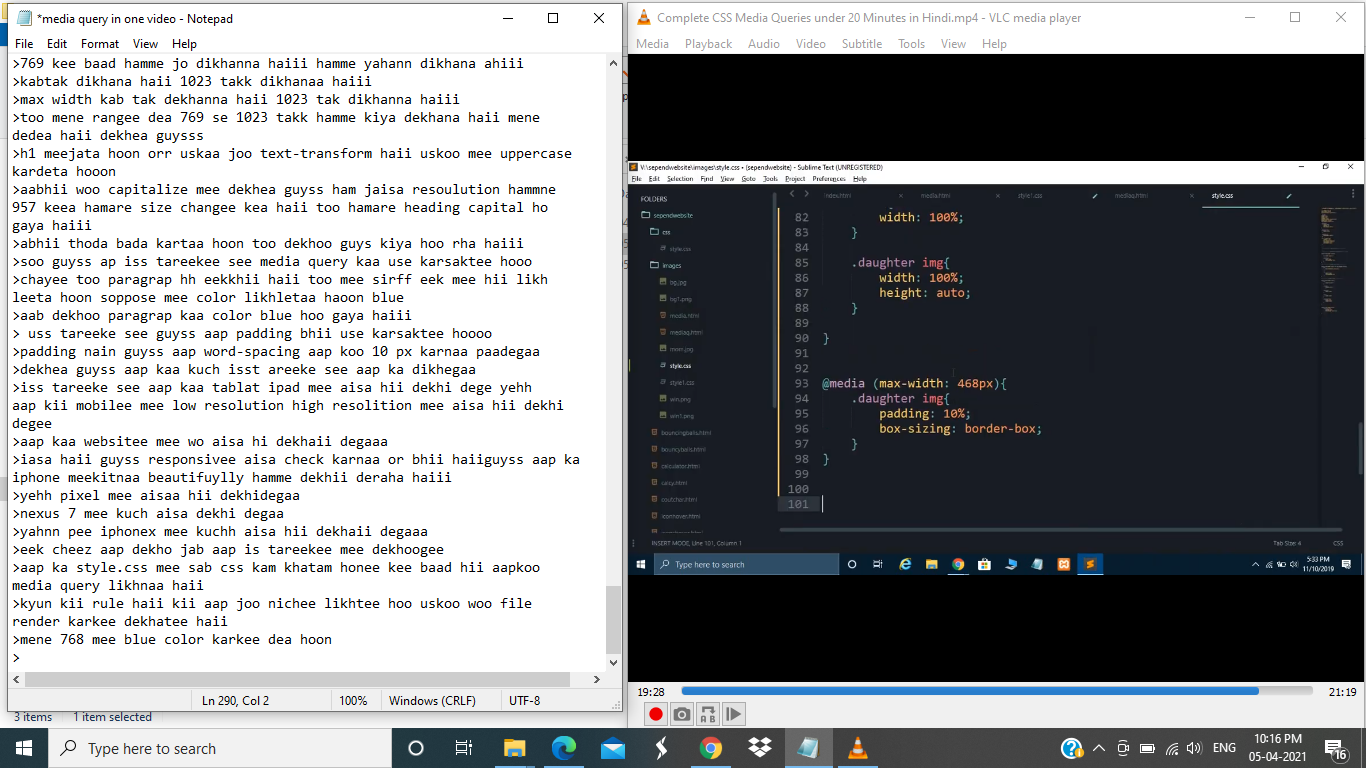 *media query in one video - Notepad
File Edit Format View Help
>769 kee baad hamme jo dikhanna haiii hamme yahann dikhana ahiii
>kabtak dikhana haii 1023 takk dikhanaa haiii
>max width kab tak dekhanna haii 1023 tak dikhanna haiii
>too mene rangee dea 769 se 1023 takk hamme kiya dekhana haii mene
dedea haii dekhea guysss
>h1 meejata hoon orr uskaa joo text-transform haii uskoo mee uppercase
kardeta hooon
>aabhii woo capitalize mee dekhea guyss ham jaisa resoulution hammne
957 keea hamare size changee kea haii too hamare heading capital ho
gaya haiii
>abhii thoda bada kartaa hoon too dekhoo guys kiya hoo rha haiii
>soo guyss ap iss tareekee see media query kaa use karsaktee hooo
>chayee too paragrap hh eekkhii haii too mee sirff eek mee hii likh
leeta hoon soppose mee color likhletaa haoon blue
>aab dekhoo paragrap kaa color blue hoo gaya haiii
> uss tareeke see guyss aap padding bhii use karsaktee hoooo
>padding nain guyss aap word-spacing aap koo 10 px karnaa paadegaa
>dekhea guyss aap kaa kuch isst areeke see aap ka dikhegaa
>iss tareeke see aap kaa tablat ipad mee aisa hii dekhi dege yehh
aap kii mobilee mee low resolution high resolition mee aisa hii dekhi
degee
>aap kaa websitee mee wo aisa hi dekhaii degaaa
>iasa haii guyss responsivee aisa check karnaa or bhii haiiguyss aap ka
iphone meekitnaa beautifuylly hamme dekhii deraha haiii
>yehh pixel mee aisaa hii dekhidegaa
>nexus 7 mee kuch aisa dekhi degaa
>yahnn pee iphonex mee kuchh aisa hii dekhaii degaaa
>eek cheez aap dekho jab aap is tareekee mee dekhoogee
>aap ka style.css mee sab css kam khatam honee kee baad hii aapkoo
media query likhnaa haii
>kyun kii rule haii kii aap joo nichee likhtee hoo uskoo woo file
render karkee dekhatee haii
>mene 768 mee blue color karkee dea hoon
>
Ln 290, Col 2 100% Windows (CRLF) UTF-8
3 items 1 item selected
Complete CSS Media Queries under 20 Minutes in Hindi.mp4 - VLC media player
Media Playback Audio Video Subtitle Tools View Help
V:\sependwebsite\images\style.css • (sependwebsite) - Sublime Text (UNREGISTERED)
File Edit Selection Find View Goto Tools Project Preferences Help
index.html media.html style1.css mediaq.html style.css
FOLDERS
sependwebsite
css
style.css
images
bg.jpg
bg1.png
media.html
mediaq.html
style.css
style1.css
win.png
win1.png
bouncingballs.html
bouncyballs.html
calculator.html
iconhover.html
82 width: 100%;
83 }
84
85 .daughter img{
86 width: 100%;
87 height: auto;
88 }
89
90 }
91
92
93 @media (max-width: 468px){
94 .daughter img{
95 padding: 10%;
96 box-sizing: border-box;
97 }
98 }
99
100
101
INSERT MODE, Line 101, Column 1 Tab Size: 4 CSS
Type here to search
5:33 PM
11/10/2019
19:28 21:19
Type here to search
ENG
10:16 PM
05-04-2021
16